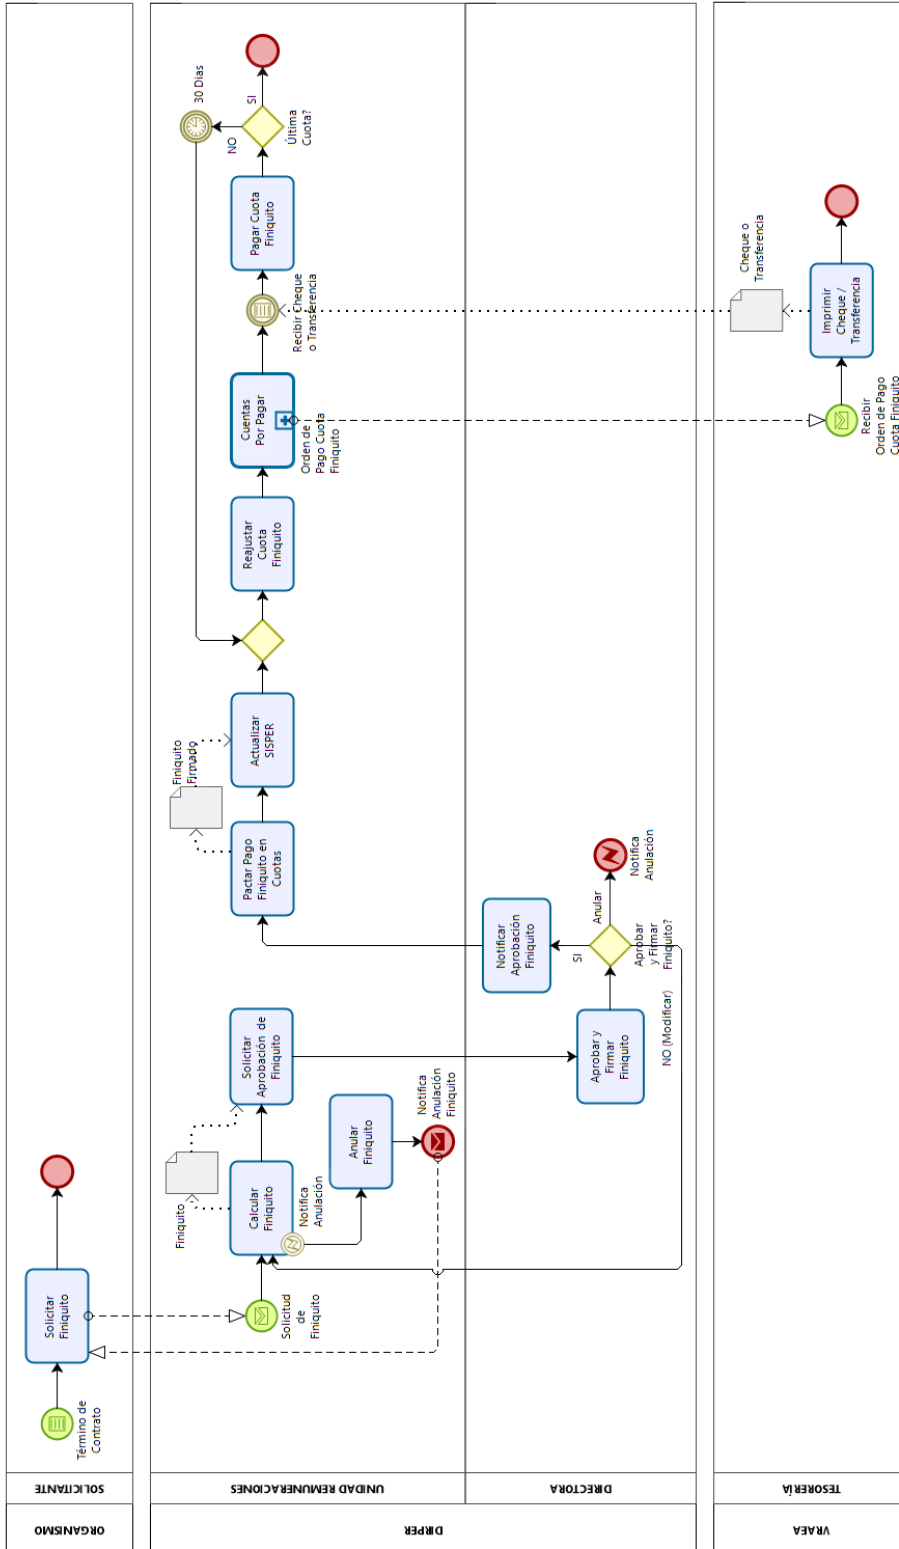 30 Dias
SI
NO
Última
Cuota?
Pagar Cuota
Finiquito
Recibir Cheque
o Transferencia
Cuentas
Por Pagar
Orden de
Pago Cuota
Finiquito
Reajustar
Cuota
Finiquito
Actualizar
SISPER
Finiquito
Firmado
Pactar Pago
Finiquito en
Cuotas
Cheque o
Transferencia
Imprimir
Cheque /
Transferencia
Recibir
Orden de Pago
Cuota Finiquito
Notificar
Aprobación
Finiquito
SI
Anular
Notifica
Anulación
Aprobar
y Firmar
Finiquito?
NO (Modificar)
Aprobar y
Firmar
Finiquito
Solicitar
Aprobación de
Finiquito
Finiquito
Calcular
Finiquito
Notifica
Anulación
Anular
Finiquito
Notifica
Anulación
Finiquito
Solicitar
Finiquito
Solicitud
de
Finiquito
Término de
Contrato
SOLICITANTE
ORGANISMO
UNIDAD REMUNERACIONES
DIRECTORA
DIRPER
TESORERÍA
VRAEA